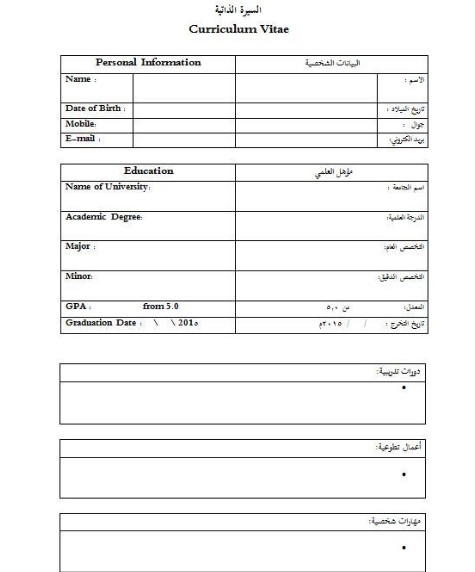 السيرة الذاتية
Curriculum Vitae
Personal Information البيانات الشخصية
Name : الاسم :
Date of Birth : تاريخ الميلاد :
Mobile: جوال :
E-mail : بريد الكتروني:
Education مؤهل العلمي
Name of University: اسم الجامعة :
Academic Degree: الدرجة العلمية:
Major : التخصص العام:
Minor: التخصص الدقيق:
GPA : from 5.0 المعدل: من ٥,٠
Graduation Date : \ \ 2015 تاريخ التخرج : / / ٢٠١٥م
دورات تدريبية:
•
أعمال تطوعية:
•
مهارات شخصية:
•